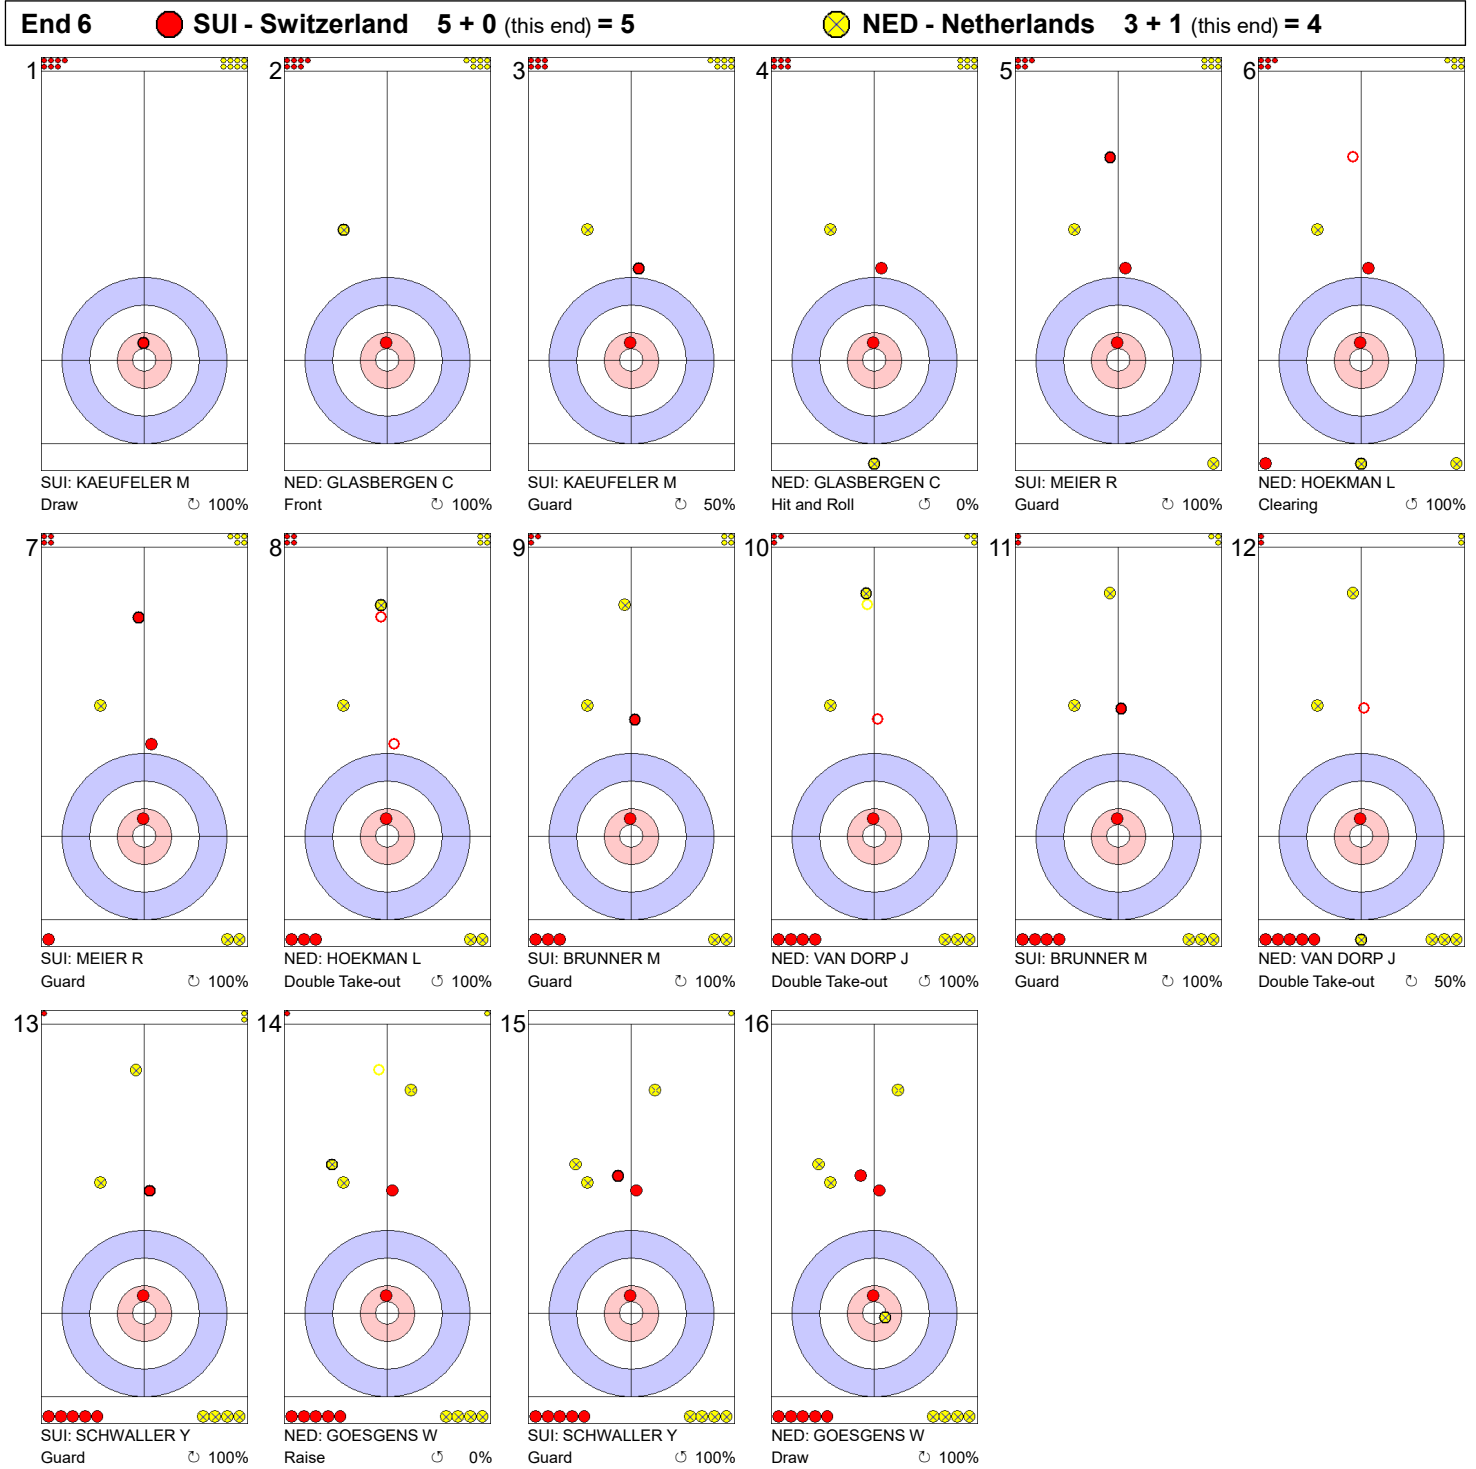 End 6 SUI - Switzerland 5 + 0 (this end) = 5 NED - Netherlands 3 + 1 (this end) = 4
1 2 3 4 5 6
SUI: KAEUFELER M NED: GLASBERGEN C SUI: KAEUFELER M NED: GLASBERGEN C SUI: MEIER R NED: HOEKMAN L
Draw ↻ 100% Front ↻ 100% Guard ↻ 50% Hit and Roll ↺ 0% Guard ↻ 100% Clearing ↺ 100%
7 8 9 10 11 12
SUI: MEIER R NED: HOEKMAN L SUI: BRUNNER M NED: VAN DORP J SUI: BRUNNER M NED: VAN DORP J
Guard ↻ 100% Double Take-out ↺ 100% Guard ↻ 100% Double Take-out ↻ 100% Guard ↻ 100% Double Take-out ↻ 50%
13 14 15 16
SUI: SCHWALLER Y NED: GOESGENS W SUI: SCHWALLER Y NED: GOESGENS W
Guard ↻ 100% Raise ↺ 0% Guard ↺ 100% Draw ↻ 100%